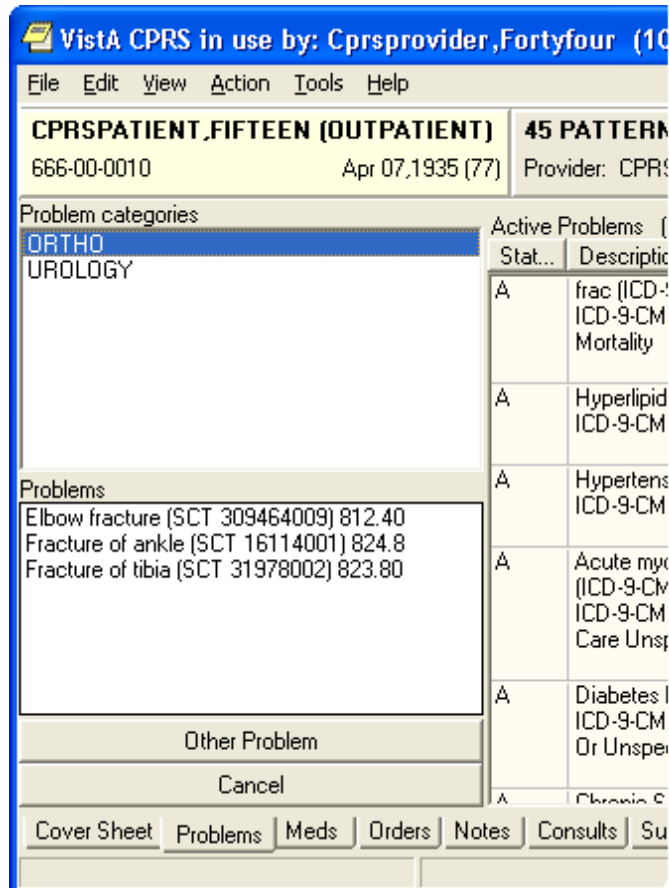 VistA CPRS in use by: Cprsprovider,Fortyfour (10
File Edit View Action Tools Help
CPRSPATIENT,FIFTEEN (OUTPATIENT) 45 PATTERN
666-00-0010 Apr 07,1935 (77) Provider: CPRS
Problem categories
ORTHO
UROLOGY
Problems
Elbow fracture (SCT 309464009) 812.40
Fracture of ankle (SCT 16114001) 824.8
Fracture of tibia (SCT 31978002) 823.80
Other Problem
Cancel
Active Problems (
Stat... Descriptic
A frac (ICD-9
ICD-9-CM
Mortality
A Hyperlipid
ICD-9-CM
A Hypertens
ICD-9-CM
A Acute myo
(ICD-9-CM
ICD-9-CM
Care Unsp
A Diabetes
ICD-9-CM
Or Unspe
A Chronic S
Cover Sheet Problems Meds Orders Notes Consults Su